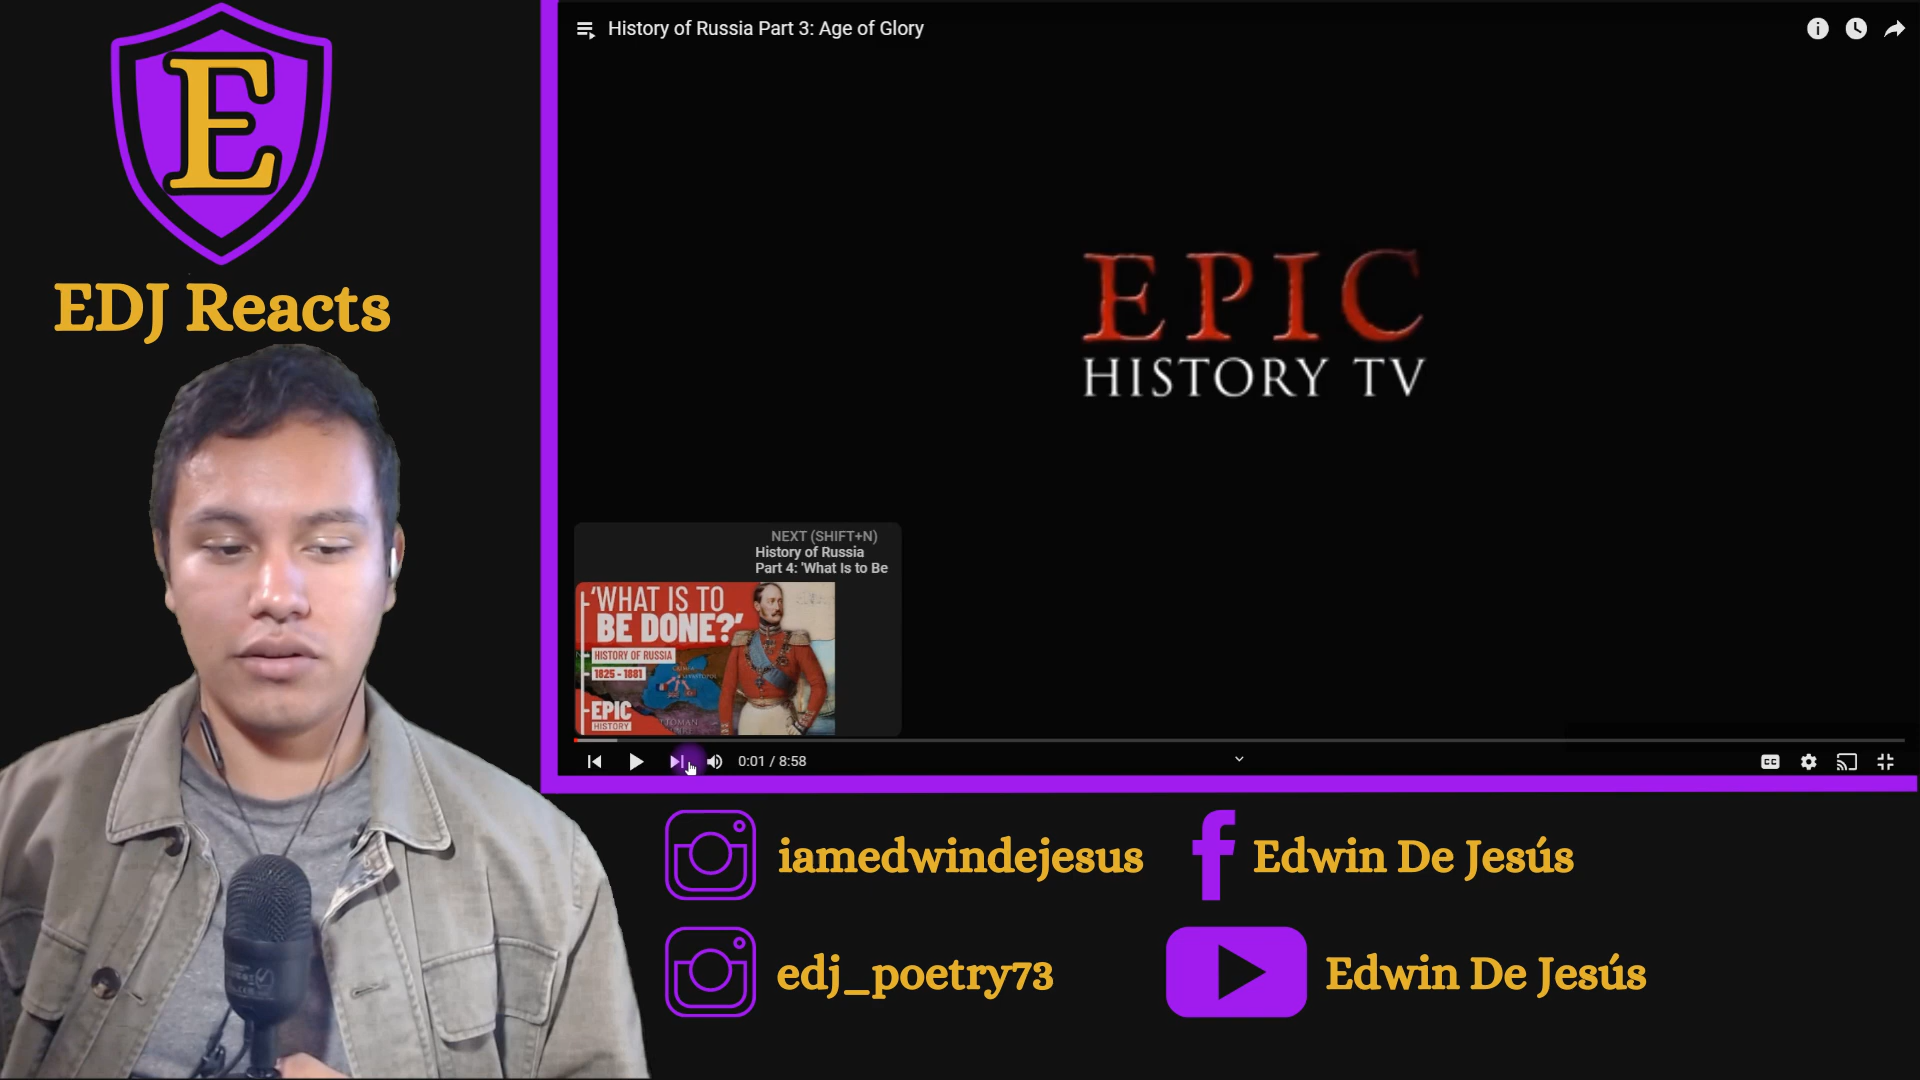 E
EDJ Reacts
History of Russia Part 3: Age of Glory
EPIC
HISTORY TV
NEXT (SHIFT+N)
History of Russia
Part 4: 'What Is to Be
'WHAT IS TO
BE DONE?'
HISTORY OF RUSSIA
1825 - 1881
EPIC
HISTORY
0:01 / 8:58
CC
iamedwindejesus
Edwin De Jesús
edj_poetry73
Edwin De Jesús